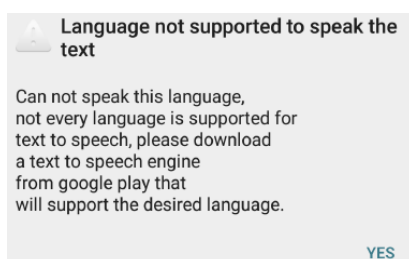 Language not supported to speak the
text
Can not speak this language,
not every language is supported for
text to speech, please download
a text to speech engine
from google play that
will support the desired language.
YES